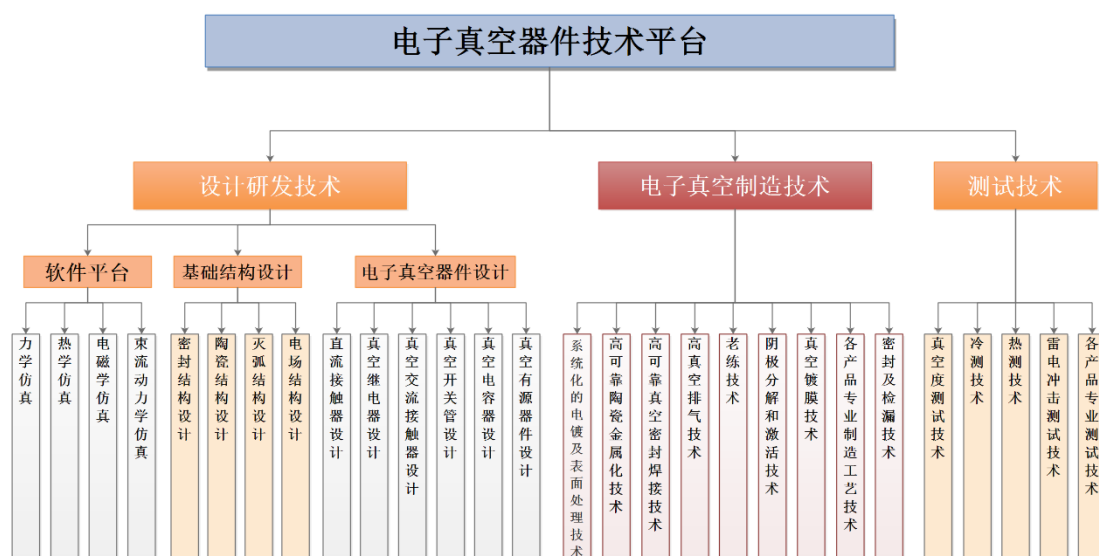 电子真空器件技术平台
设计研发技术
电子真空制造技术
测试技术
软件平台
基础结构设计
电子真空器件设计
力学仿真
热学仿真
电磁学仿真
束流动力学仿真
密封结构设计
陶瓷结构设计
灭弧结构设计
电场结构设计
直流接触器设计
真空继电器设计
真空交流接触器设计
真空开关管设计
真空电容器设计
真空有源器件设计
系统化的电镀及表面处理技术
高可靠陶瓷金属化技术
高可靠真空密封焊接技术
高真空排气技术
老练技术
阴极分解和激活技术
真空镀膜技术
各产品专业制造工艺技术
密封及检漏技术
真空度测试技术
冷测技术
热测技术
雷电冲击测试技术
各产品专业测试技术